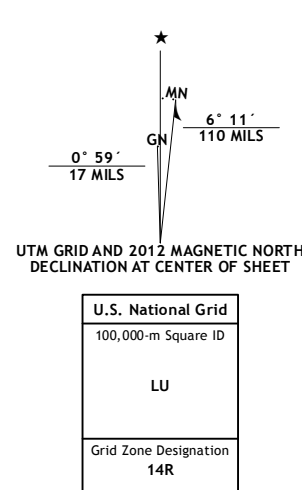 MN
GN
6° 11´
110 MILS
0° 59´
17 MILS
UTM GRID AND 2012 MAGNETIC NORTH
DECLINATION AT CENTER OF SHEET
U.S. National Grid
100,000-m Square ID
LU
Grid Zone Designation
14R